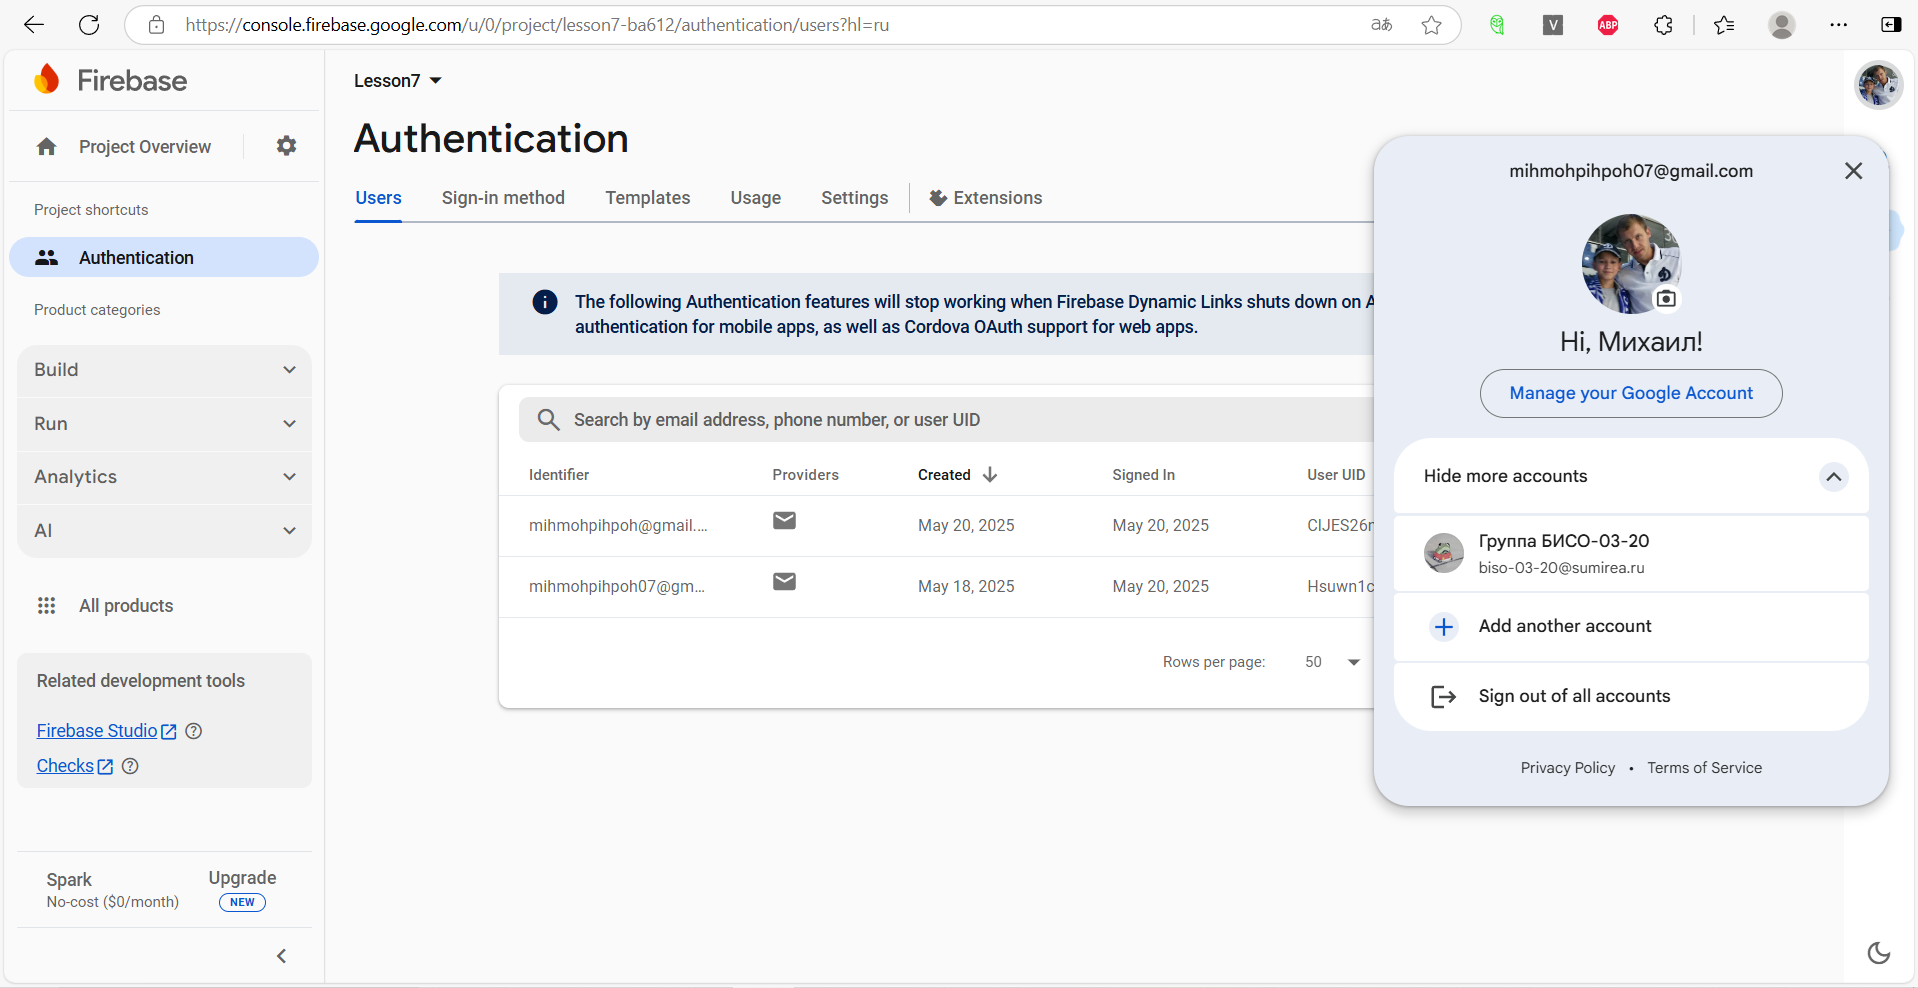 https://console.firebase.google.com/u/0/project/lesson7-ba612/authentication/users?hl=ru
aあ
V
ABP
Firebase
Project Overview
Project shortcuts
Authentication
Product categories
Build
Run
Analytics
AI
All products
Related development tools
Firebase Studio
Checks
Spark
No-cost ($0/month)
Upgrade
NEW
Lesson7
Authentication
Users
Sign-in method
Templates
Usage
Settings
Extensions
The following Authentication features will stop working when Firebase Dynamic Links shuts down on A
authentication for mobile apps, as well as Cordova OAuth support for web apps.
Search by email address, phone number, or user UID
Identifier Providers Created Signed In User UID
mihmohpihpoh@gmail.... May 20, 2025 May 20, 2025 
mihmohpihpoh07@gm... May 18, 2025 May 20, 2025 Hsuwn1c
Rows per page: 50
mihmohpihpoh07@gmail.com
Hi, Михаил!
Manage your Google Account
Hide more accounts
Группа БИСО-03-20
biso-03-20@sumirea.ru
Add another account
Sign out of all accounts
Privacy Policy • Terms of Service